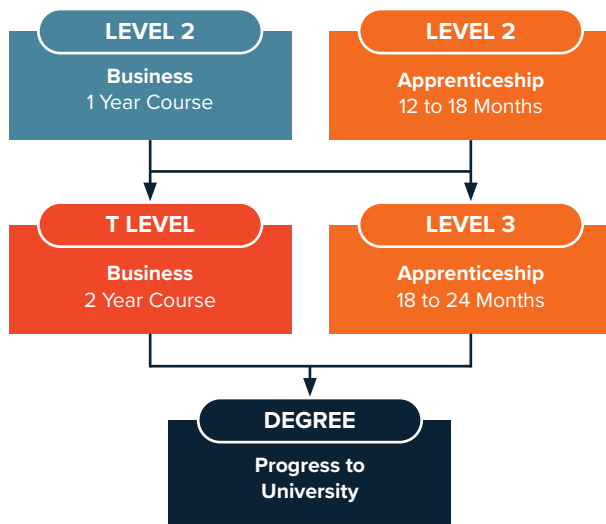 LEVEL 2
Business
1 Year Course
LEVEL 2
Apprenticeship
12 to 18 Months
T LEVEL
Business
2 Year Course
LEVEL 3
Apprenticeship
18 to 24 Months
DEGREE
Progress to
University